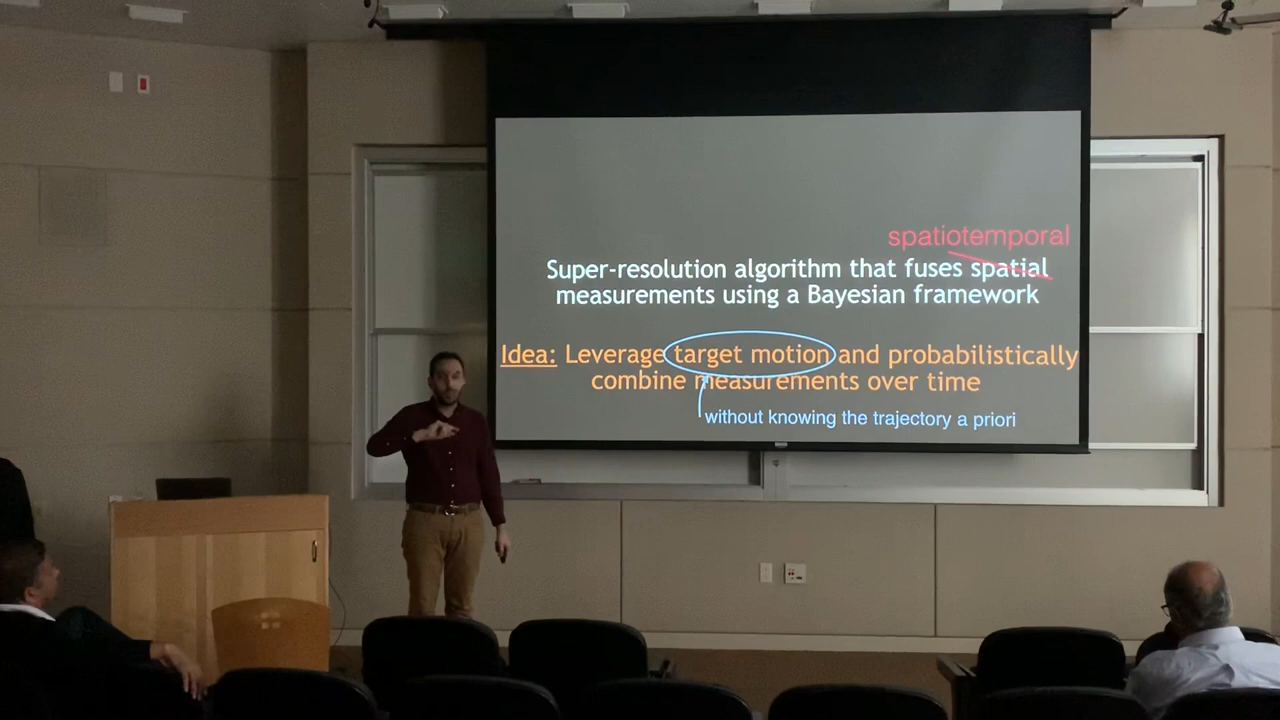 spatiotemporal
Super-resolution algorithm that fuses spatial
measurements using a Bayesian framework
Idea: Leverage target motion and probabilistically
combine measurements over time
without knowing the trajectory a priori